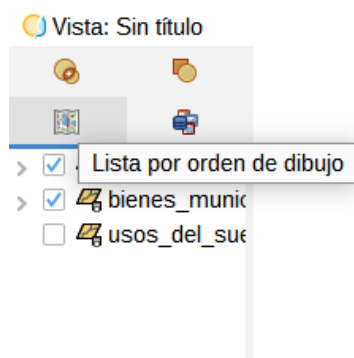 Vista: Sin título
Lista por orden de dibujo
bienes_munic
usos_del_sue